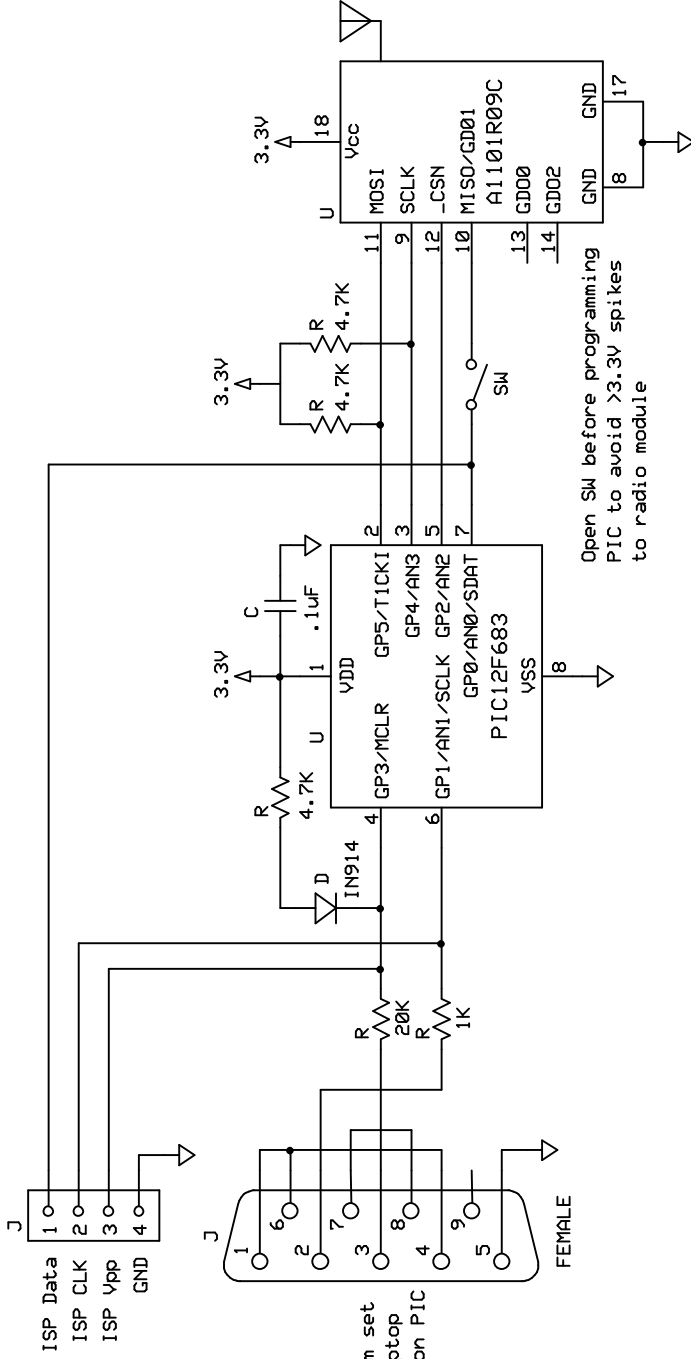 J
ISP Data
1
ISP CLK
2
ISP Vpp
3
GND
4
J
1
6
2
7
3
8
4
9
5
FEMALE
set
on PIC
R
20K
R
1K
D
IN914
R
4.7K
3.3V
C
.1uF
U
1
VDD
4
GP3/MCLR
GP5/T1CKI
2
GP4/AN3
3
6
GP1/AN1/SCLK
GP2/AN2
5
GP0/AN0/SDAT
7
PIC12F683
VSS
8
3.3V
R
4.7K
R
4.7K
SW
Open SW before programming
PIC to avoid >3.3V spikes
to radio module
3.3V
U
18
Vcc
11
MOSI
9
SCLK
12
_CSN
10
MISO/GDO1
A1101R09C
13
GDO0
14
GDO2
GND
GND
8
17